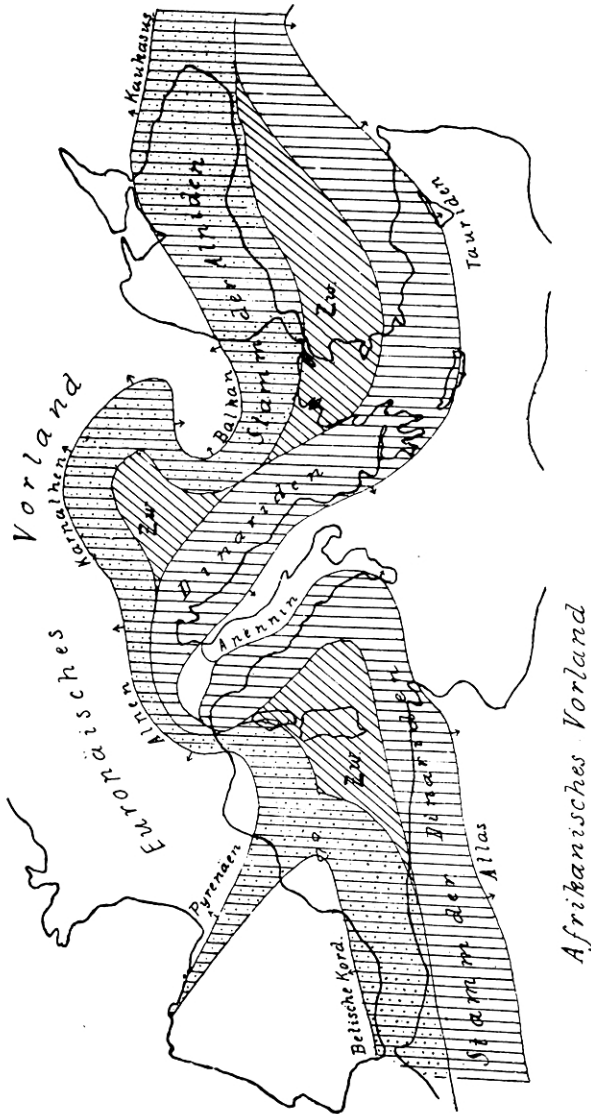 Europäisches Vorland
Kaukasus
Karpathen
Alpen
Pyrenäen
Betische Kord.
Balkan
Stamm der Alpiden
Zw.
Zw.
Zw.
Dinariden
Apennin
Tauriden
Stamm der Dinariden
Atlas
Afrikanisches Vorland